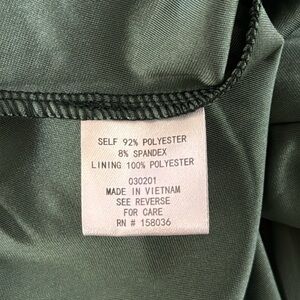 SELF 92% POLYESTER
8% SPANDEX
LINING 100% POLYESTER
030201
MADE IN VIETNAM
SEE REVERSE
FOR CARE
RN # 158036